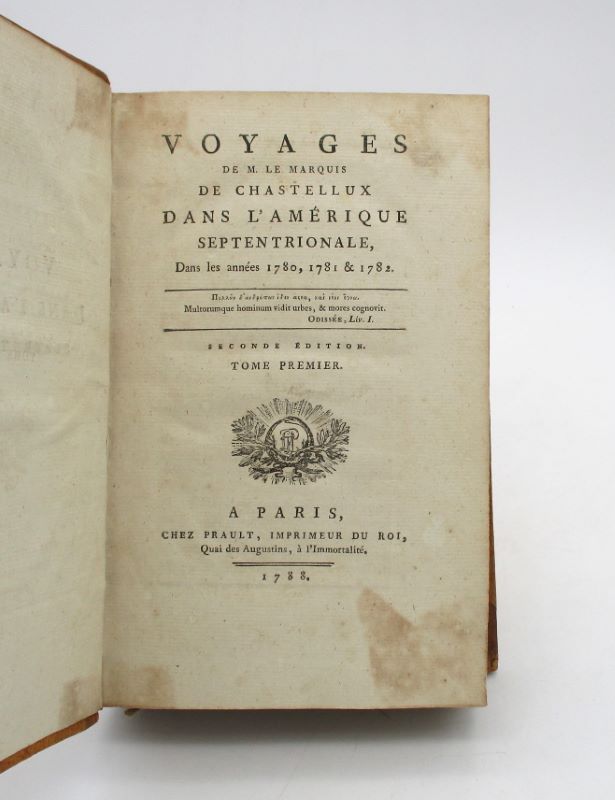 VOYAGES
DE M. LE MARQUIS
DE CHASTELLUX
DANS L'AMÉRIQUE
SEPTENTRIONALE,
Dans les années 1780, 1781 & 1782.
Multorumque hominum vidit urbes, & mores cognovit.
ODISSÉE, Liv. I.
SECONDE ÉDITION.
TOME PREMIER.
A PARIS,
CHEZ PRAULT, IMPRIMEUR DU ROI,
Quai des Augustins, à l'Immortalité.
1788.